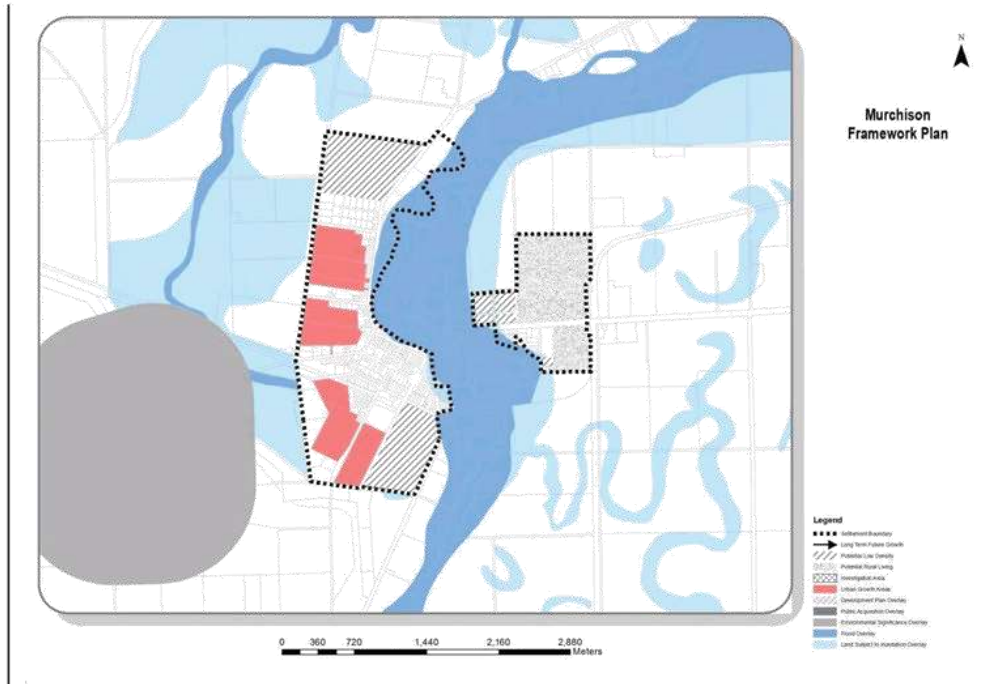 N
Murchison
Framework Plan
Legend
Settlement Boundary
Long Term Future Growth
Potential Low Density
Potential Rural Living
Investigation Area
Urban Growth Areas
Development Plan Overlay
Public Acquisition Overlay
Environmental Significance Overlay
Flood Overlay
Land Subject to Inundation Overlay
0 360 720 1,440 2,160 2,880
Meters